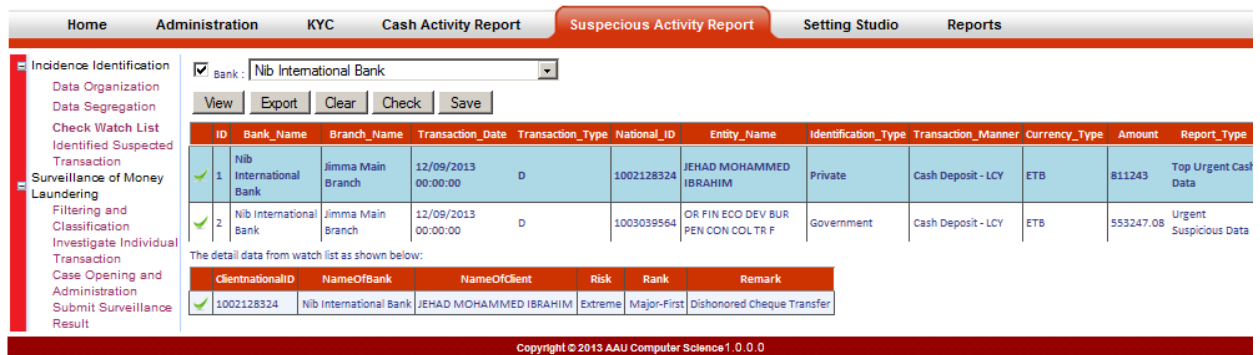 Home Administration KYC Cash Activity Report Suspecious Activity Report Setting Studio Reports
Incidence Identification
Data Organization
Data Segregation
Check Watch List
Identified Suspected
Transaction
Surveillance of Money
Laundering
Filtering and
Classification
Investigate Individual
Transaction
Case Opening and
Administration
Submit Surveillance
Result
Bank : Nib International Bank
View Export Clear Check Save
ID Bank_Name Branch_Name Transaction_Date Transaction_Type National_ID Entity_Name Identification_Type Transaction_Manner Currency_Type Amount Report_Type
1 Nib International Bank Jimma Main Branch 12/09/2013 00:00:00 D 1002128324 JEHAD MOHAMMED IBRAHIM Private Cash Deposit - LCY ETB 811243 Top Urgent Cash Data
2 Nib International Bank Jimma Main Branch 12/09/2013 00:00:00 D 1003039564 OR FIN ECO DEV BUR PEN CON COL TR F Government Cash Deposit - LCY ETB 553247.08 Urgent Suspicious Data
The detail data from watch list as shown below:
ClientnationalID NameOfBank NameOfClient Risk Rank Remark
1002128324 Nib International Bank JEHAD MOHAMMED IBRAHIM Extreme Major-First Dishonored Cheque Transfer
Copyright © 2013 AAU Computer Science1.0.0.0